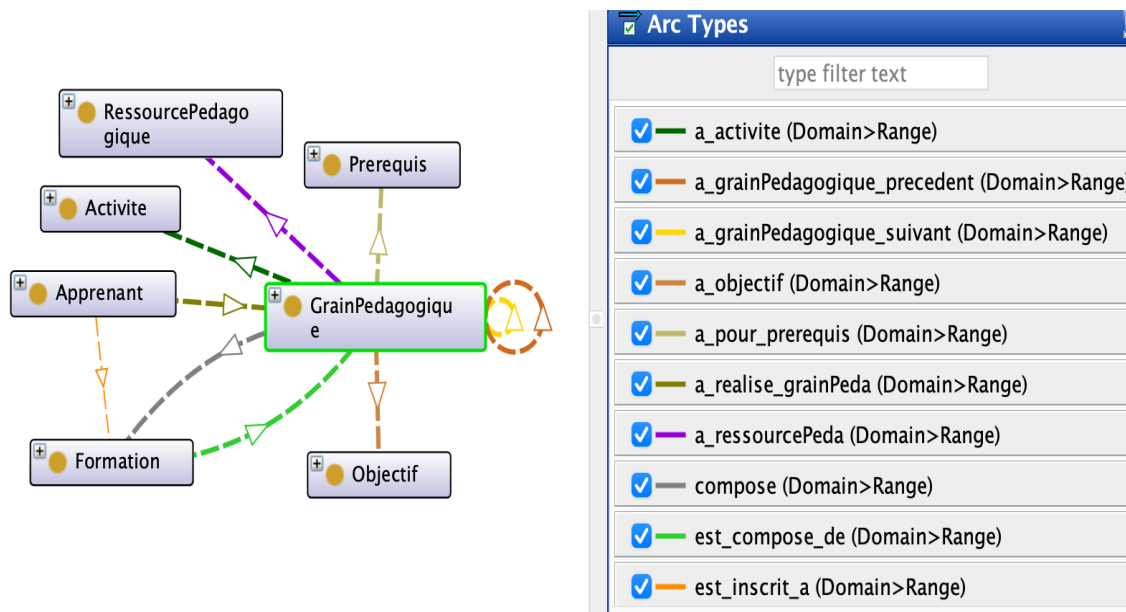 RessourcePedago
gique
Prerequis
Activite
Apprenant
GrainPedagogiqu
e
Formation
Objectif
Arc Types
type filter text
a_activite (Domain>Range)
a_grainPedagogique_precedent (Domain>Range)
a_grainPedagogique_suivant (Domain>Range)
a_objectif (Domain>Range)
a_pour_prerequis (Domain>Range)
a_realise_grainPeda (Domain>Range)
a_ressourcePeda (Domain>Range)
compose (Domain>Range)
est_compose_de (Domain>Range)
est_inscrit_a (Domain>Range)